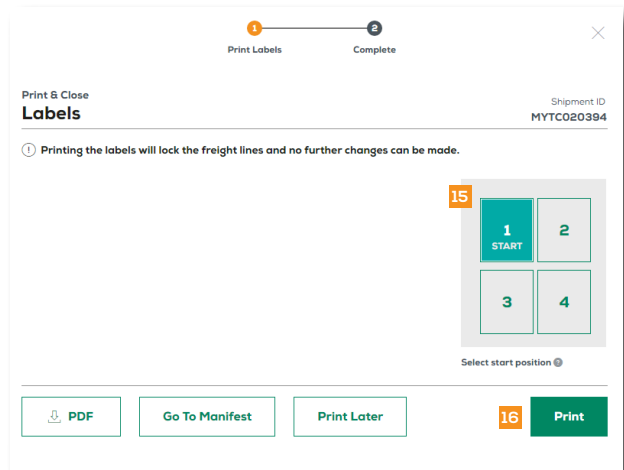 1
2
Print Labels
Complete
Print & Close
Labels
Shipment ID
MYTC020394
! Printing the labels will lock the freight lines and no further changes can be made.
15
1
START
2
3
4
Select start position ?
PDF
Go To Manifest
Print Later
16
Print